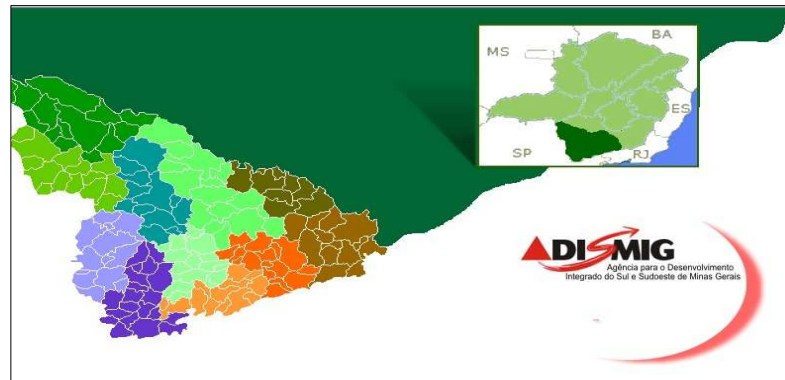 MS
BA
ES
SP
RJ
ADISMIG
Agência para o Desenvolvimento
Integrado do Sul e Sudoeste de Minas Gerais